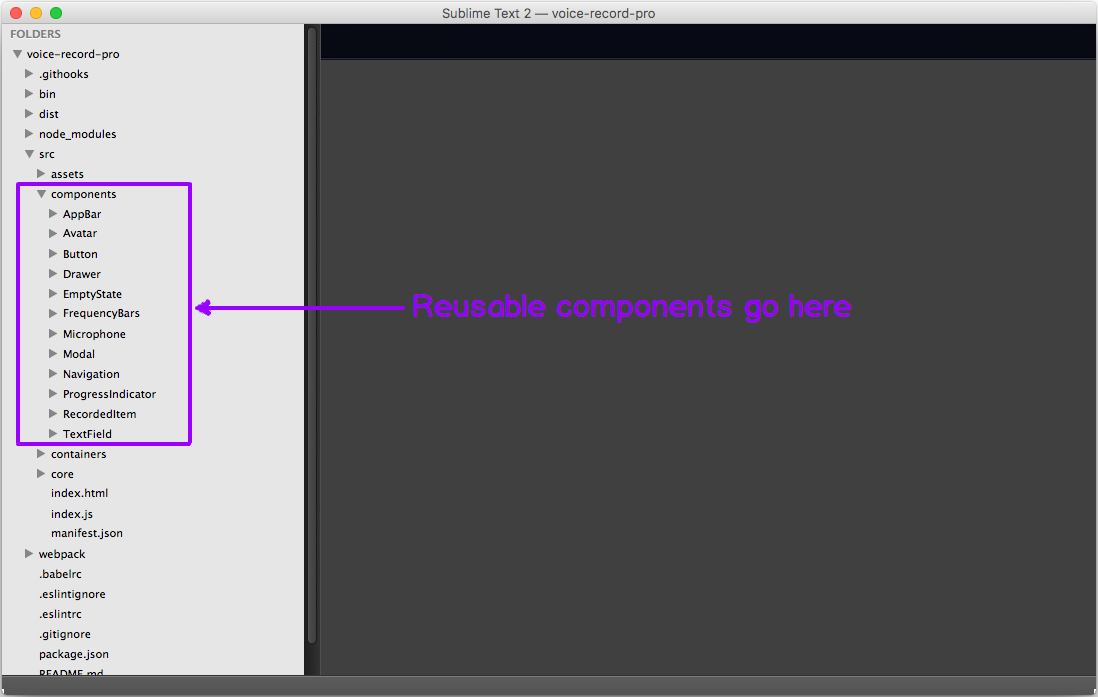 Sublime Text 2 — voice-record-pro
FOLDERS
voice-record-pro
.githooks
bin
dist
node_modules
src
assets
components
AppBar
Avatar
Button
Drawer
EmptyState
FrequencyBars
Microphone
Modal
Navigation
ProgressIndicator
RecordedItem
TextField
Reusable components go here
containers
core
index.html
index.js
manifest.json
webpack
.babelrc
.eslintignore
.eslintrc
.gitignore
package.json
README.md